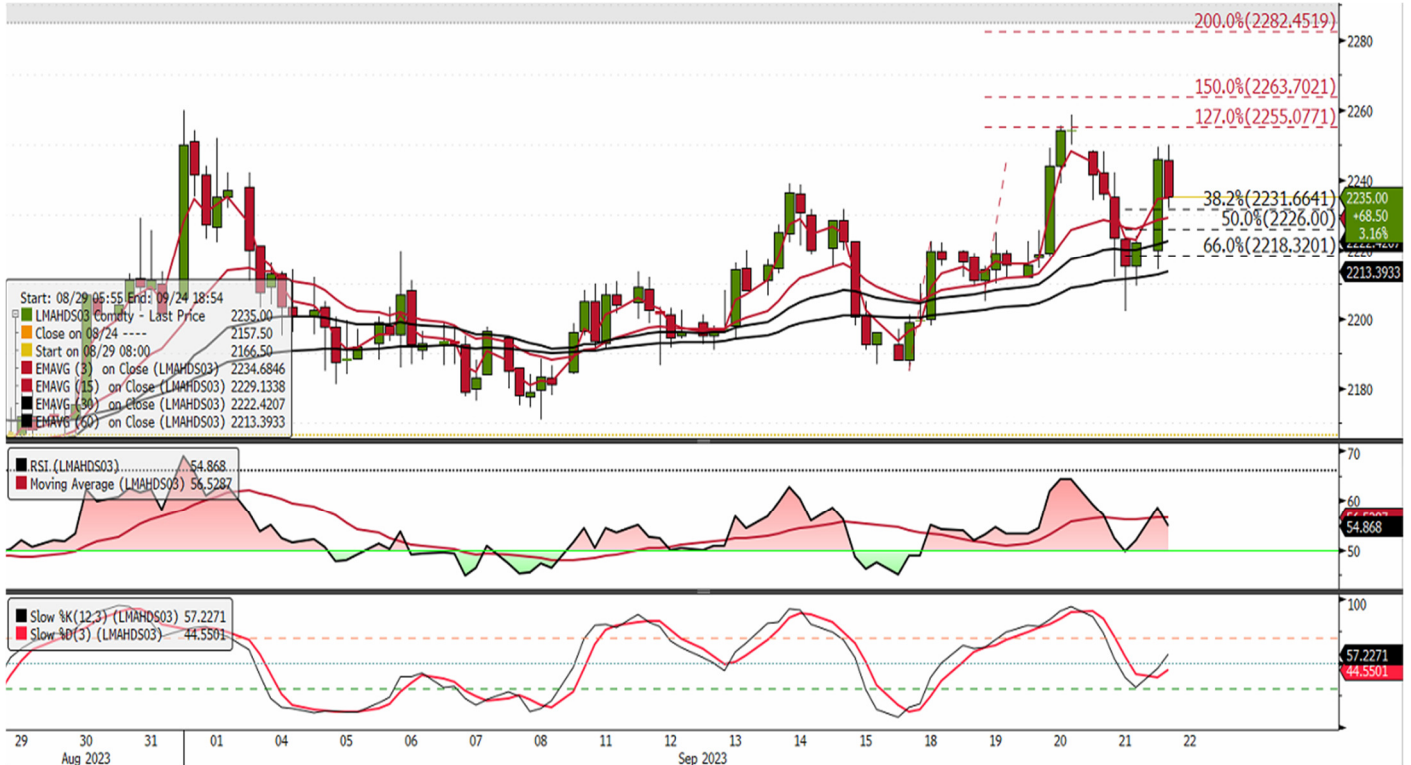 200.0%(2282.4519)
2280
150.0%(2263.7021)
2260
127.0%(2255.0771)
2240
38.2%(2231.6641)
2235.00
+68.50
3.16%
50.0%(2226.00)
2222.4207
2220
66.0%(2218.3201)
2213.3933
2200
2180
Start: 08/29 05:55 End: 09/24 18:54
LMAHDS03 Comdty - Last Price 2235.00
Close on 08/24 ---- 2157.50
Start on 08/29 08:00 2166.50
EMAVG (3) on Close (LMAHDS03) 2234.6846
EMAVG (15) on Close (LMAHDS03) 2229.1338
EMAVG (30) on Close (LMAHDS03) 2222.4207
EMAVG (60) on Close (LMAHDS03) 2213.3933
RSI (LMAHDS03) 54.868
Moving Average (LMAHDS03) 56.5287
70
60
56.5287
54.868
50
Slow %K(12,3) (LMAHDS03) 57.2271
Slow %D(3) (LMAHDS03) 44.5501
100
57.2271
44.5501
29 30 31 01 04 05 06 07 08 11 12 13 14 15 18 19 20 21 22
Aug 2023 Sep 2023